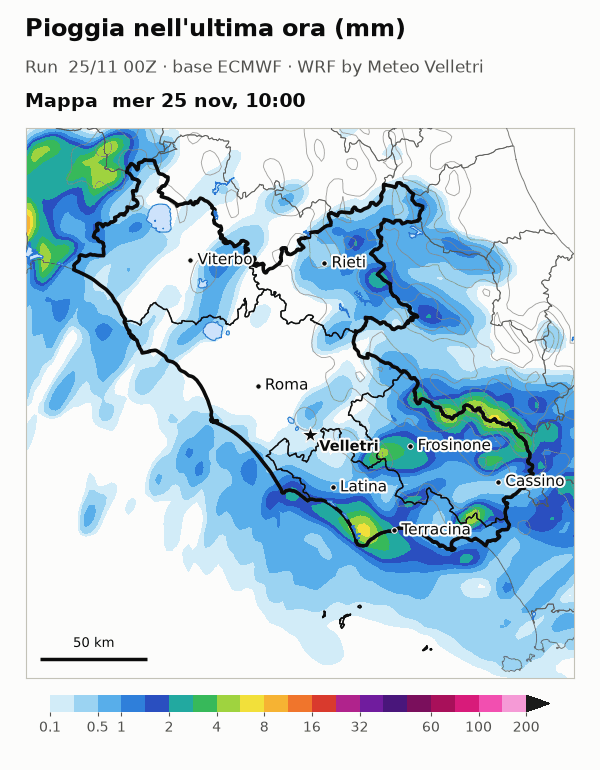 Pioggia nell'ultima ora (mm)
Run  25/11 00Z · base ECMWF · WRF by Meteo Velletri
Mappa  mer 25 nov, 10:00
Viterbo
Rieti
Roma
Velletri
Frosinone
Latina
Cassino
Terracina
50 km
0.1 0.5 1 2 4 8 16 32 60 100 200